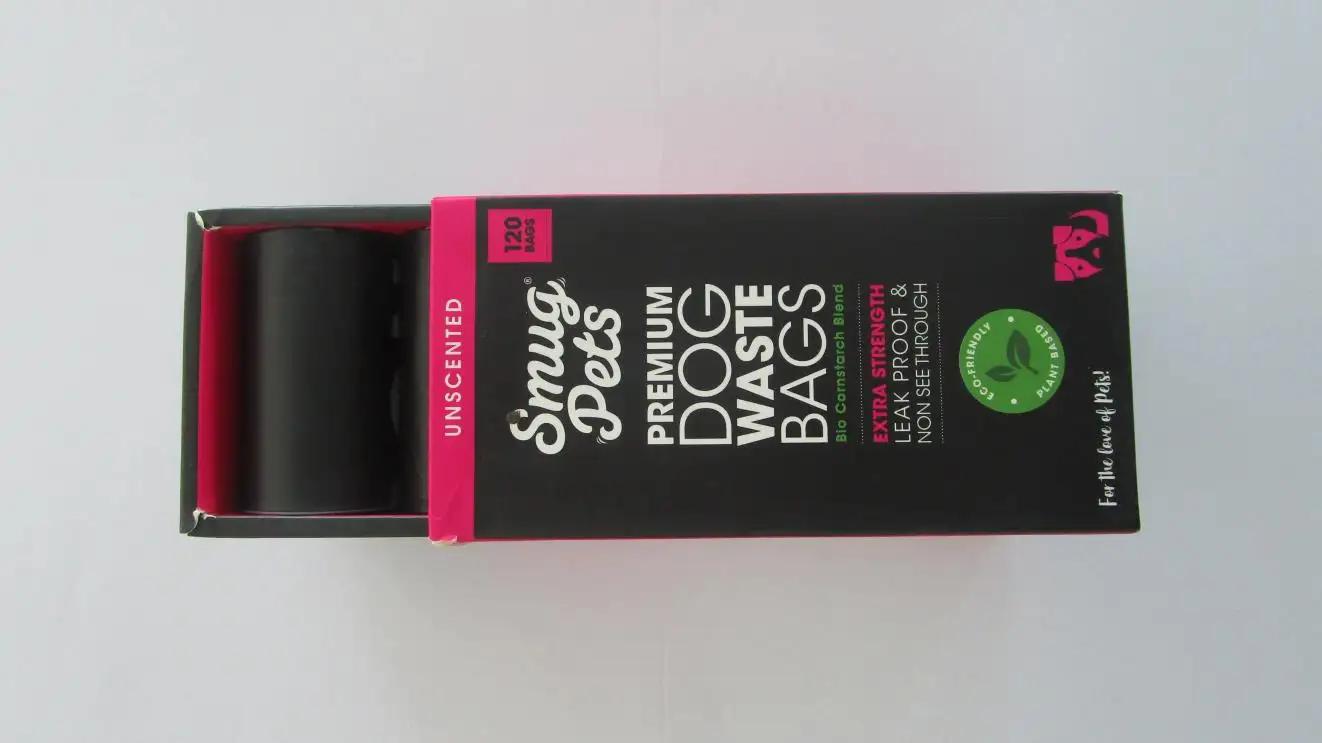 UNSCENTED
120
BAGS
Smug
Pets®
PREMIUM
DOG
WASTE
BAGS
Bio Cornstarch Blend
EXTRA STRENGTH
LEAK PROOF &
NON SEE THROUGH
ECO-FRIENDLY
PLANT BASED
For the love of Pets!